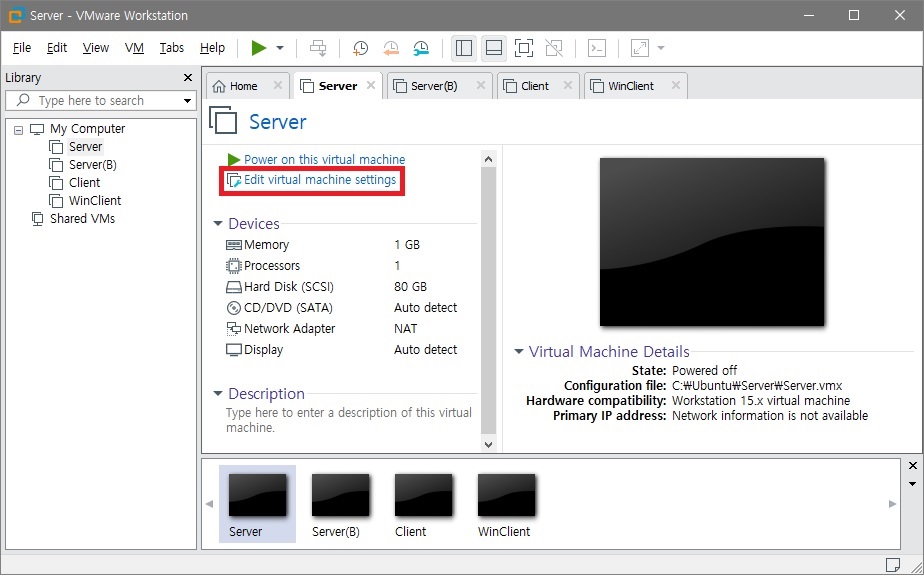 Server - VMware Workstation
File Edit View VM Tabs Help
Library
Type here to search
My Computer
Server
Server(B)
Client
WinClient
Shared VMs
Home
Server
Server(B)
Client
WinClient
Server
Power on this virtual machine
Edit virtual machine settings
Devices
Memory 1 GB
Processors 1
Hard Disk (SCSI) 80 GB
CD/DVD (SATA) Auto detect
Network Adapter NAT
Display Auto detect
Description
Type here to enter a description of this virtual
machine.
Virtual Machine Details
State: Powered off
Configuration file: C:₩Ubuntu₩Server₩Server.vmx
Hardware compatibility: Workstation 15.x virtual machine
Primary IP address: Network information is not available
Server
Server(B)
Client
WinClient